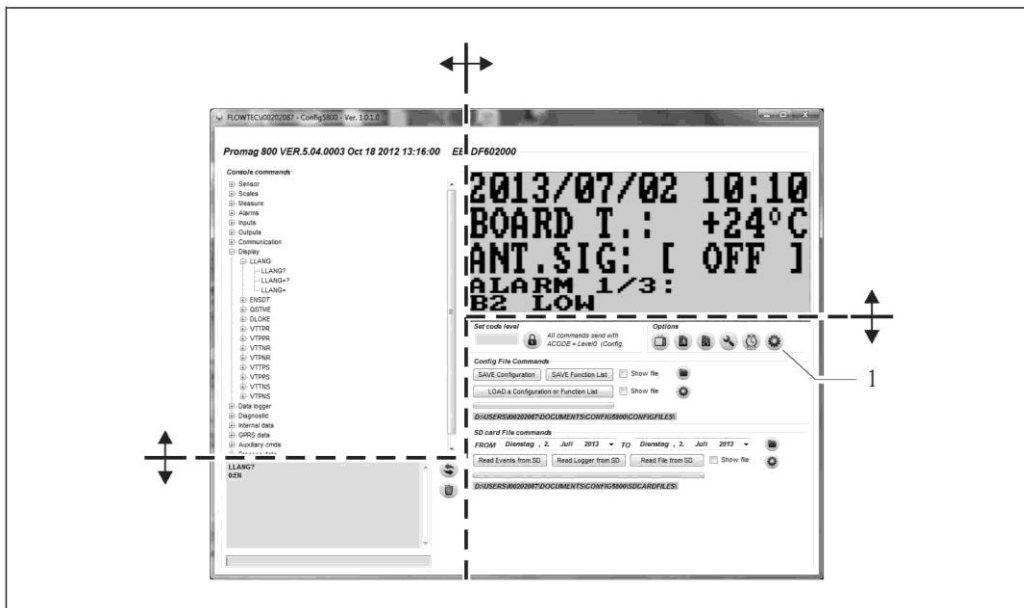 FLOWTEC\00202087 - Config5800 - Ver. 1.0.1.0
Promag 800 VER.5.04.0003 Oct 18 2012 13:16:00 EE DF602000
Console commands
Sensor
Scales
Measure
Alarms
Inputs
Outputs
Communication
Display
LLANG
LLANG?
LLANG=?
LLANG=
ENSDT
QSTME
DLOKE
VTTPR
VTPPR
VTTNR
VTPNR
VTTPS
VTPPS
VTTNS
VTPNS
Data logger
Diagnostic
Internal data
GPRS data
Auxiliary cmds
Process data
LLANG?
0:EN
2013/07/02 10:10
BOARD T.: +24°C
ANT.SIG: [ OFF ]
ALARM 1/3:
B2 LOW
Set code level
All commands send with
ACODE = Level0 (Config,
Options
Config File Commands
SAVE Configuration SAVE Function List Show file
LOAD a Configuration or Function List Show file
D:\USERS\I00202087\DOCUMENTS\CONFIG5800\CONFIGFILES\
SD card File commands
FROM Dienstag , 2. Juli 2013 TO Dienstag , 2. Juli 2013
Read Events from SD Read Logger from SD Read File from SD Show file
D:\USERS\I00202087\DOCUMENTS\CONFIG5800\SDCARDFILES\
1